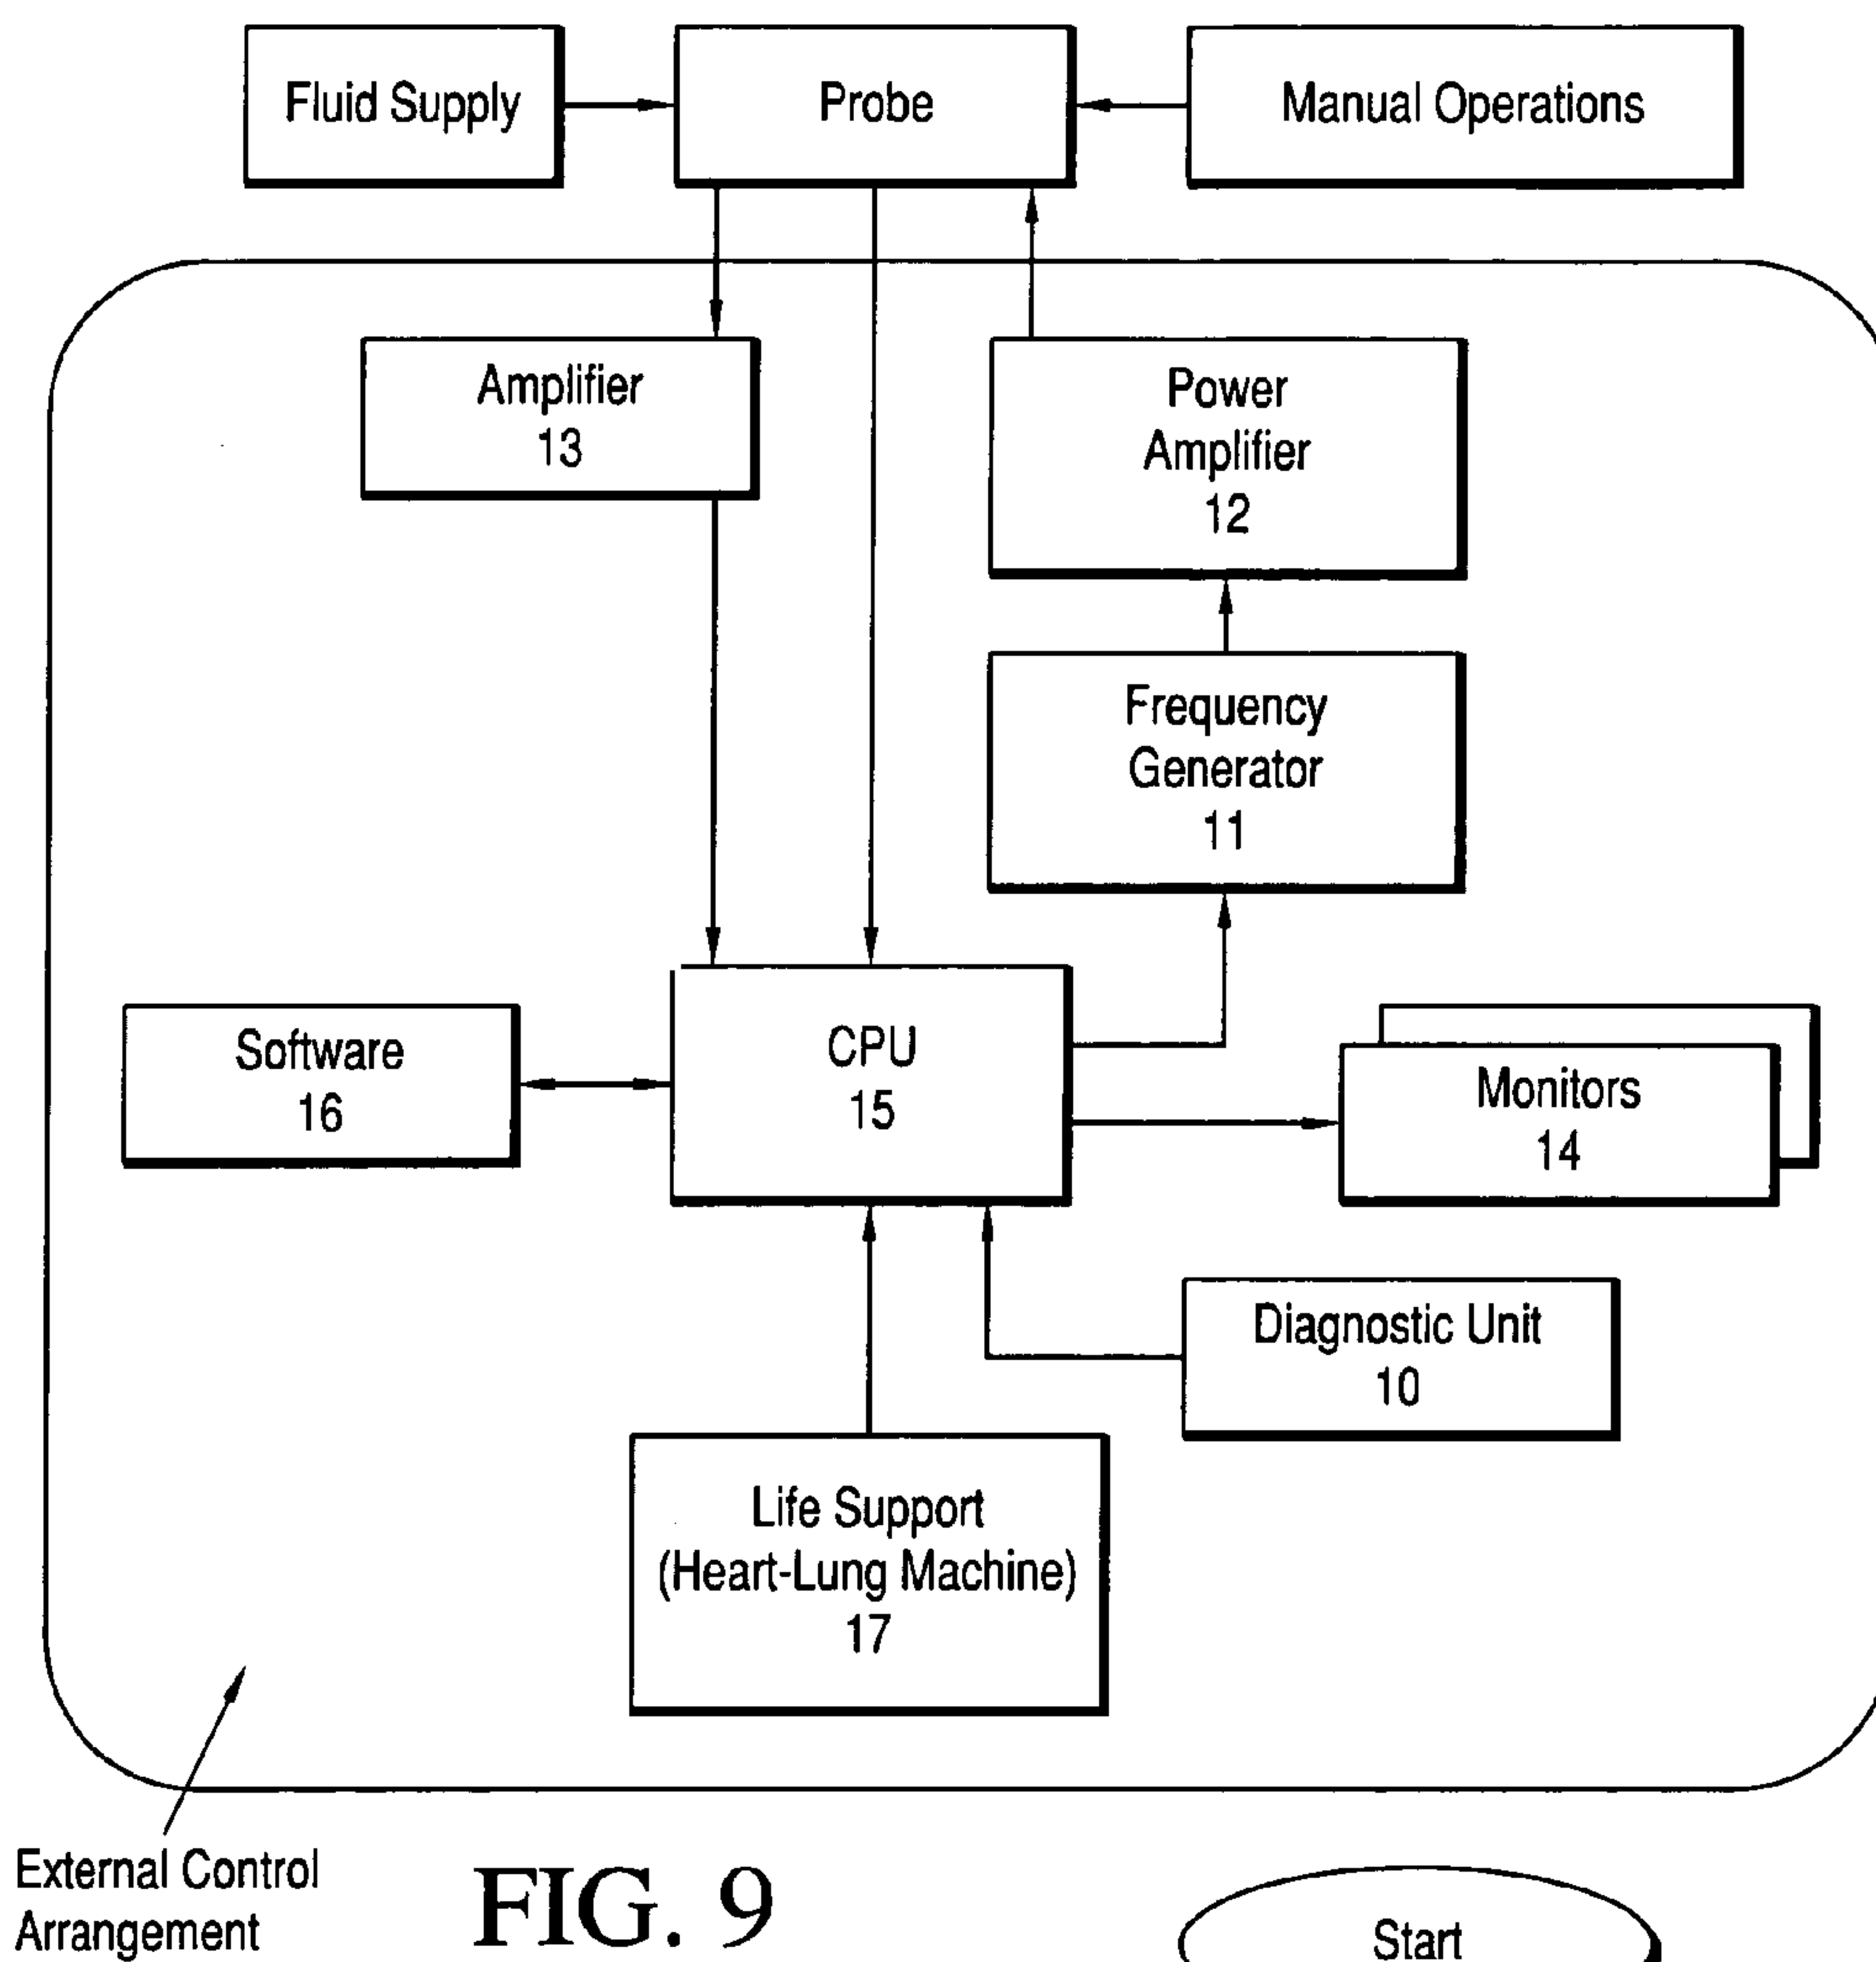 Fluid Supply
Probe
Manual Operations
Amplifier
13
Power
Amplifier
12
Frequency
Generator
11
Software
16
CPU
15
Monitors
14
Diagnostic Unit
10
Life Support
(Heart-Lung Machine)
17
External Control
Arrangement
FIG. 9
Start